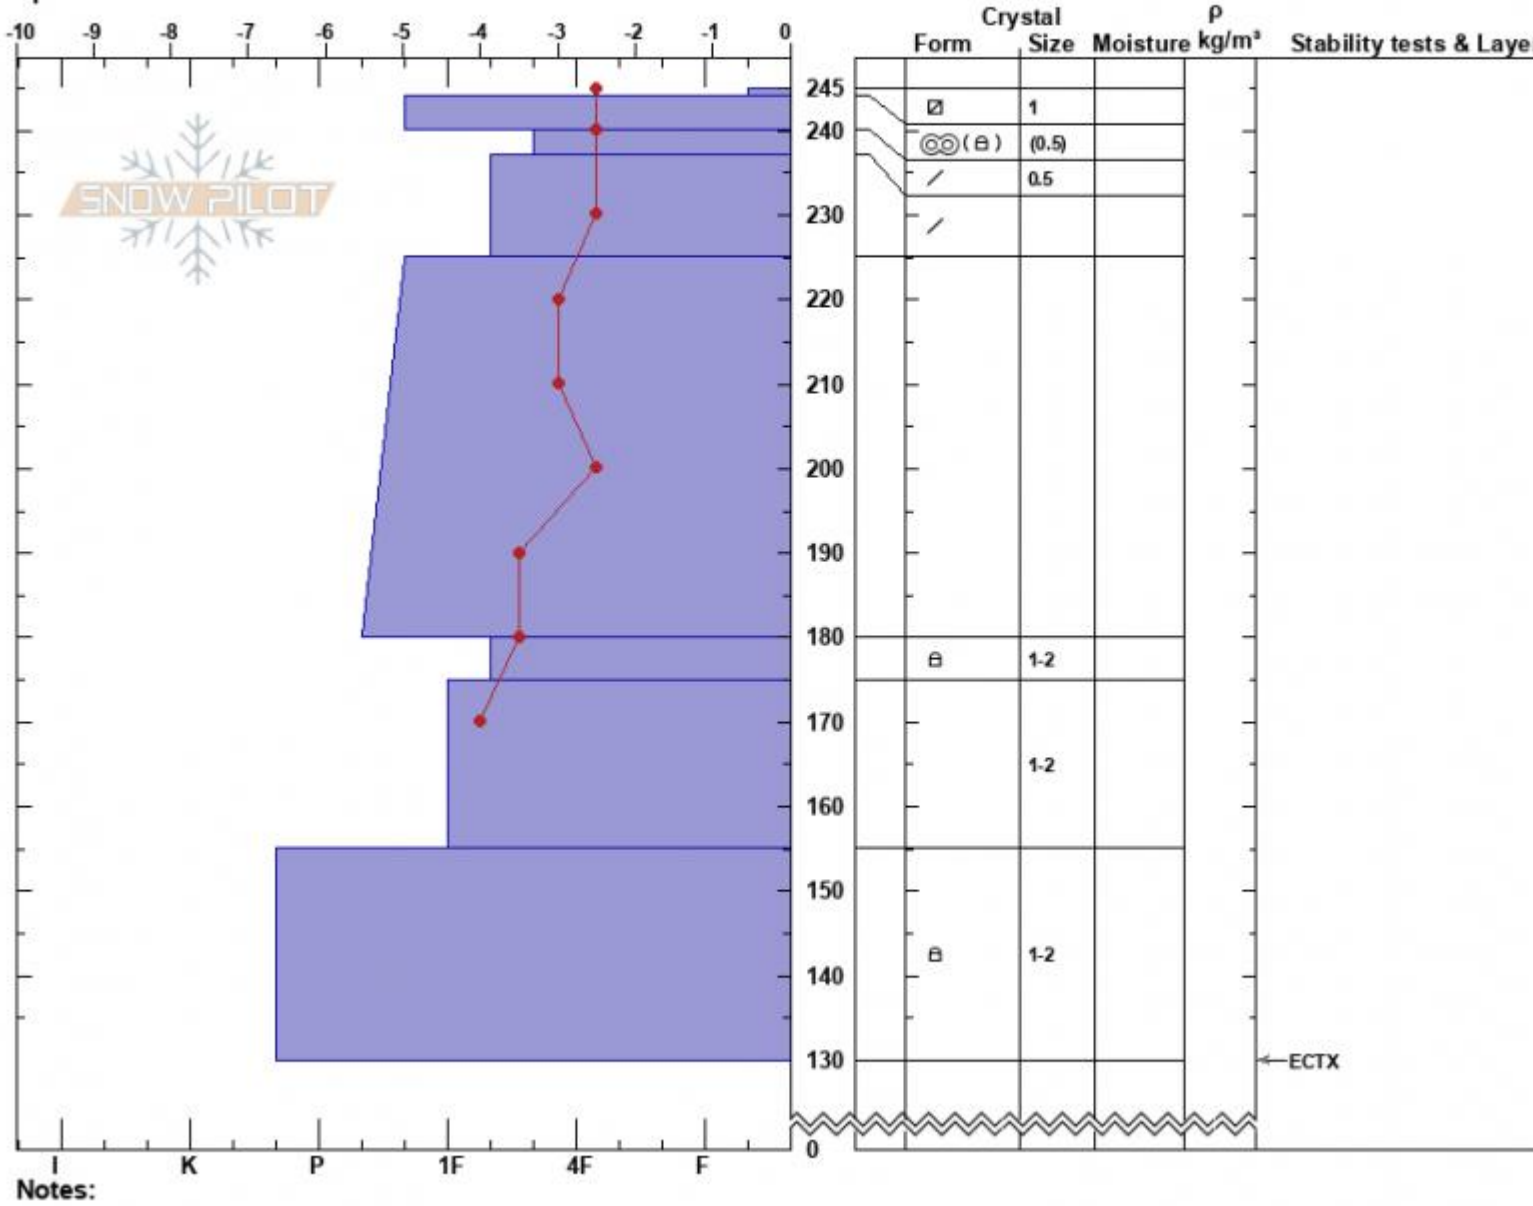 -10 -9 -8 -7 -6 -5 -4 -3 -2 -1 0
Crystal ρ
Form Size Moisture kg/m³ Stability tests & Laye
245
1
240
(0.5)
0.5
230
SNOW PILOT
220
210
200
190
180
1-2
170
1-2
160
150
1-2
140
130 ECTX
0
I K P 1F 4F F
Notes: